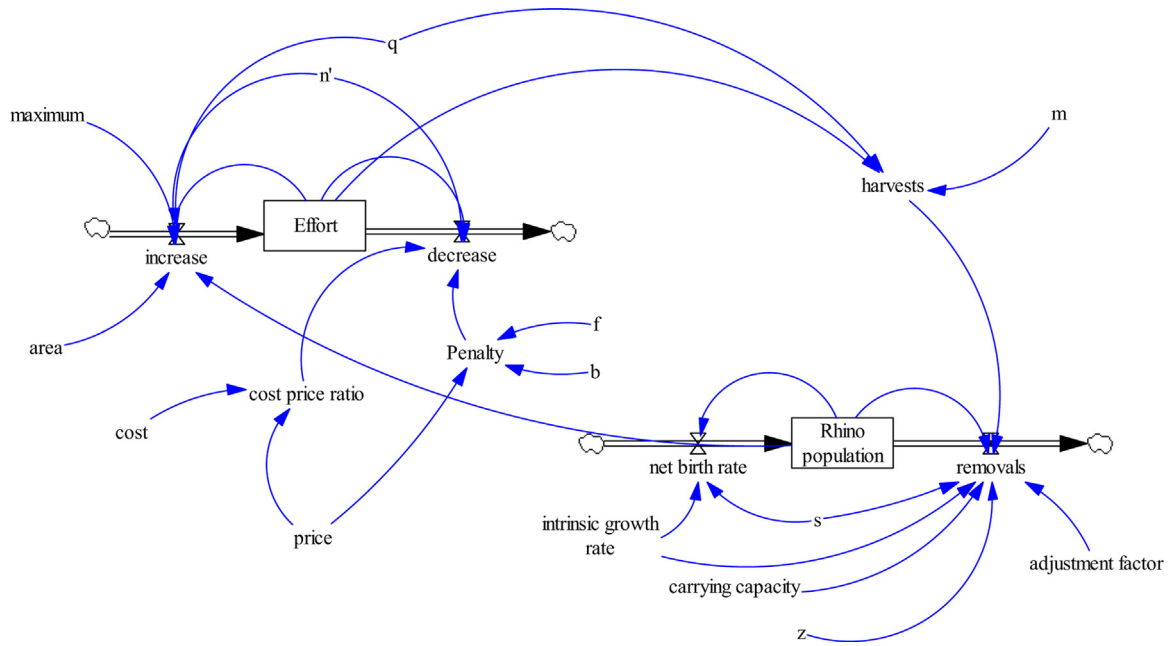 q
n'
maximum
m
harvests
Effort
increase
decrease
f
area
Penalty
b
cost price ratio
cost
Rhino
population
net birth rate
removals
intrinsic growth
rate
s
price
adjustment factor
carrying capacity
z